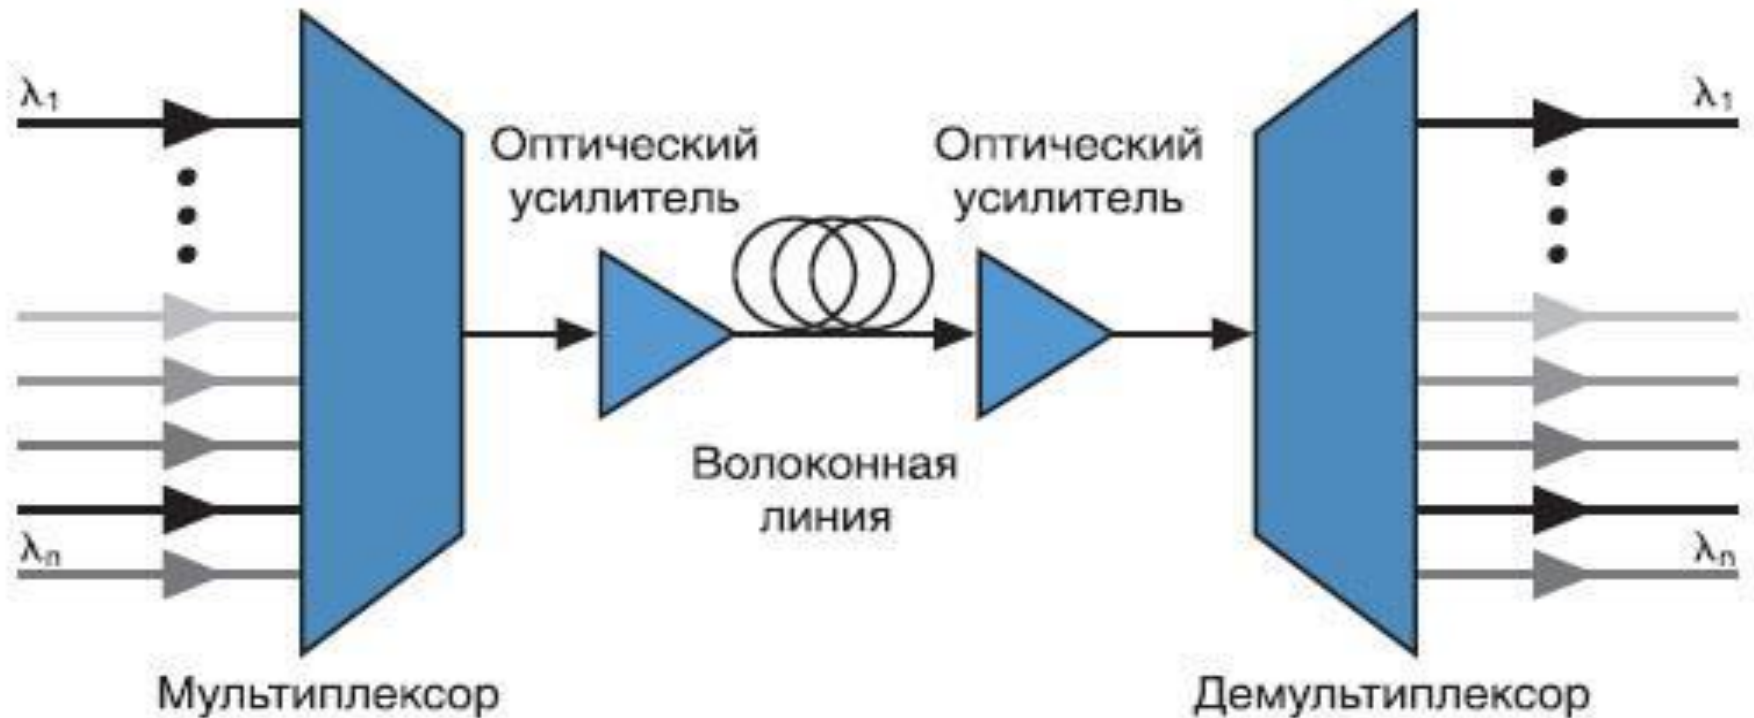 λ1
λ1
Оптический
усилитель
Оптический
усилитель
Волоконная
линия
λn
λn
Мультиплексор
Демультиплексор